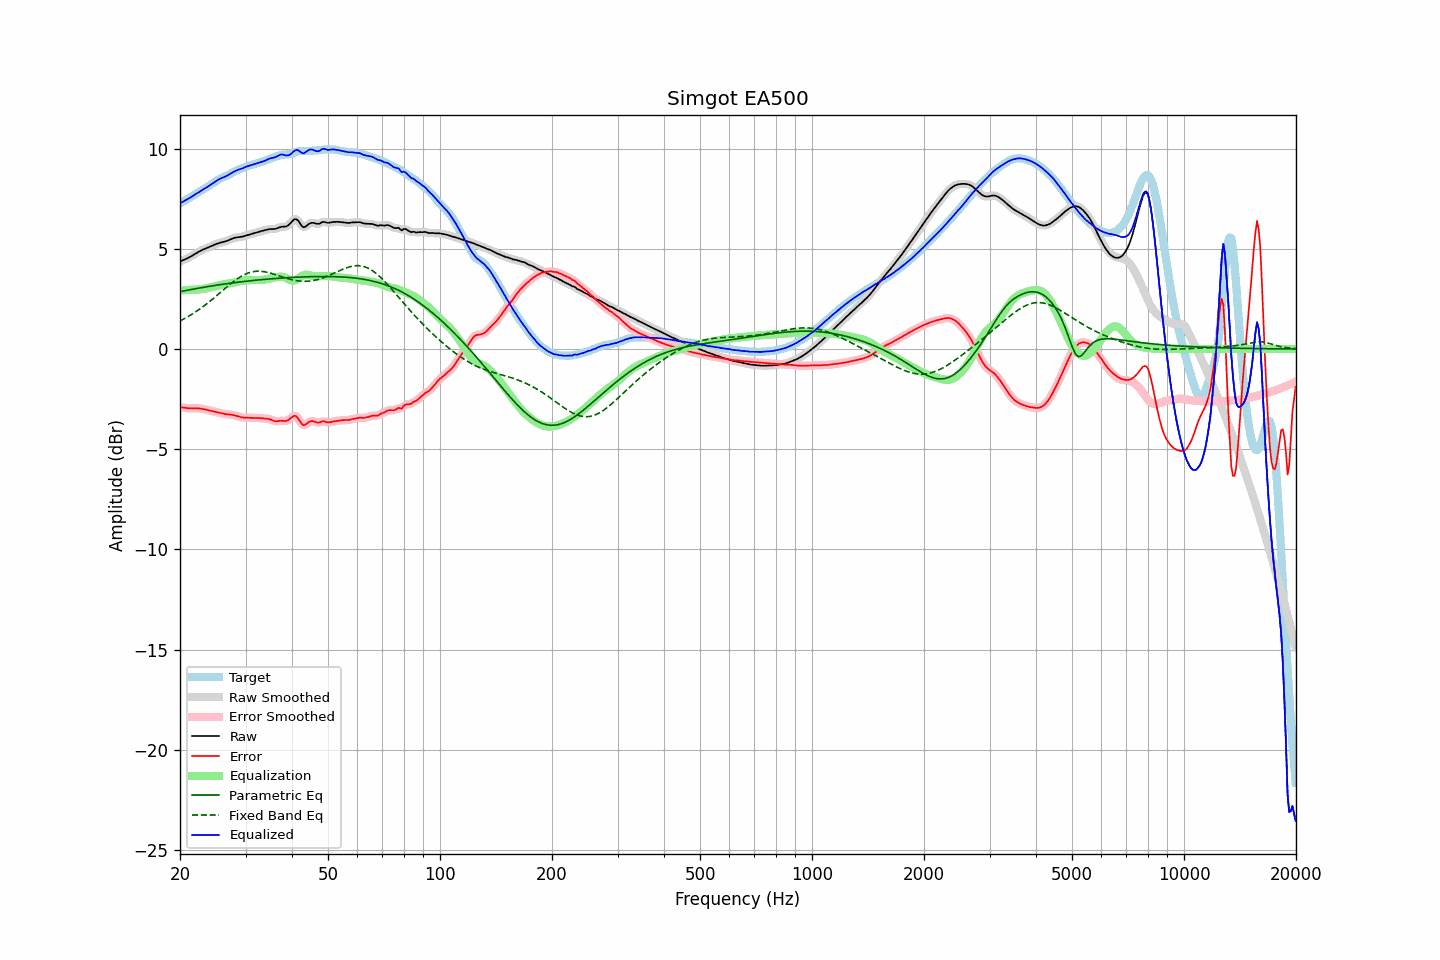 Simgot EA500
Amplitude (dBr)
10
5
0
−5
−10
−15
−20
−25
Target
Raw Smoothed
Error Smoothed
Raw
Error
Equalization
Parametric Eq
Fixed Band Eq
Equalized
20 50 100 200 500 1000 2000 5000 10000 20000
Frequency (Hz)